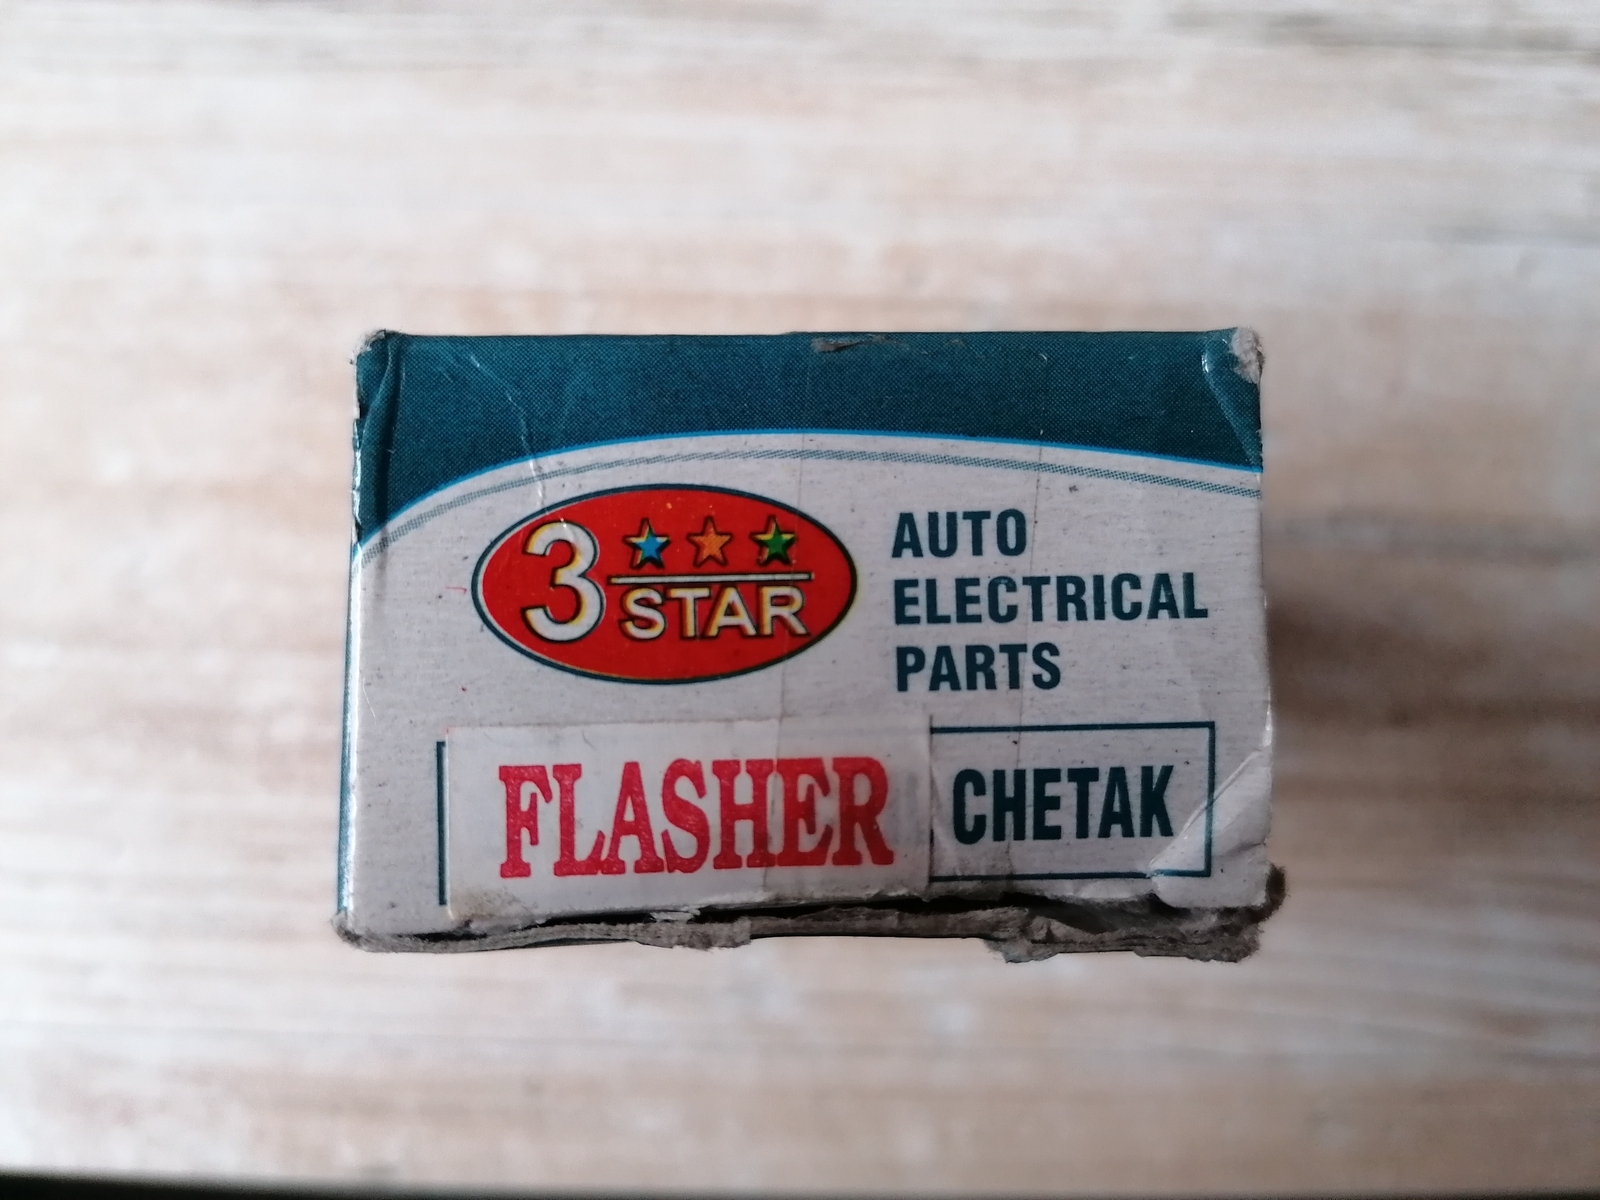 3 STAR
AUTO
ELECTRICAL
PARTS
FLASHER
CHETAK